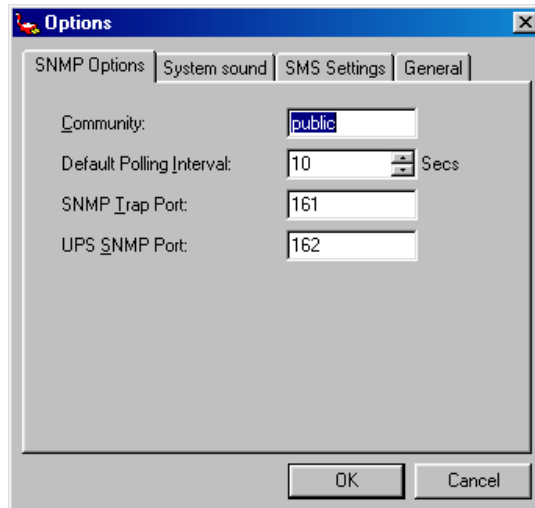 Options
SNMP Options System sound SMS Settings General
Community: public
Default Polling Interval: 10 Secs
SNMP Trap Port: 161
UPS SNMP Port: 162
OK Cancel